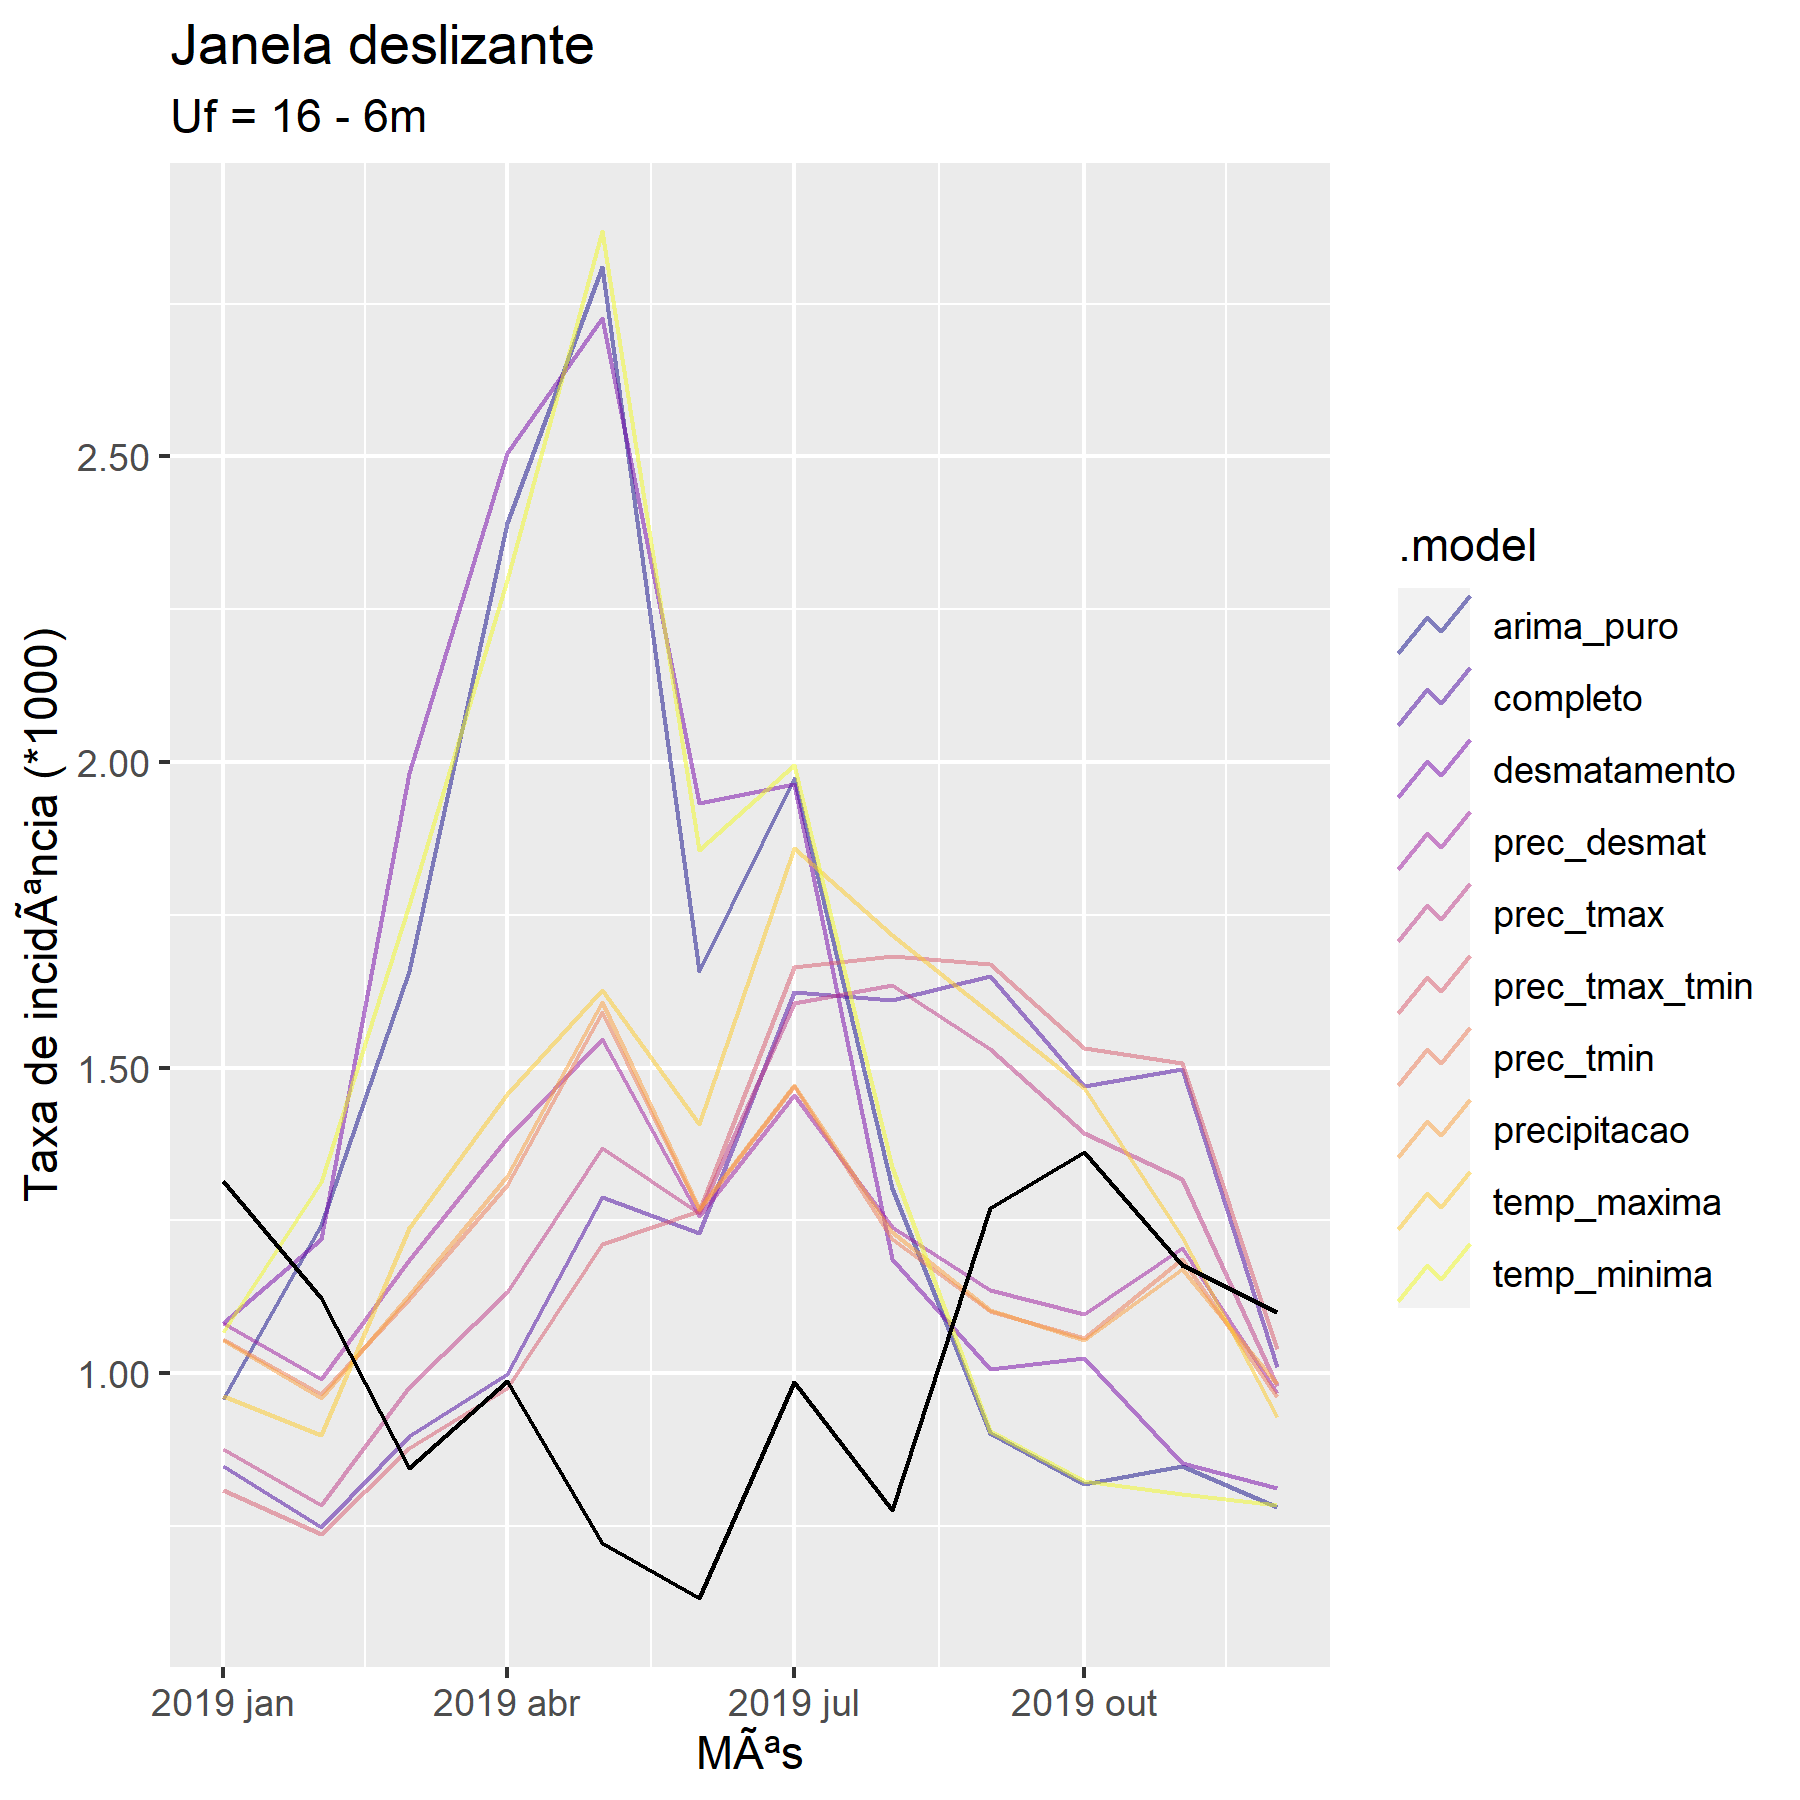 Janela deslizante
Uf = 16 - 6m
Taxa de incidÃªncia (*1000)
2.50
2.00
1.50
1.00
2019 jan
2019 abr
2019 jul
2019 out
MÃªs
.model
arima_puro
completo
desmatamento
prec_desmat
prec_tmax
prec_tmax_tmin
prec_tmin
precipitacao
temp_maxima
temp_minima